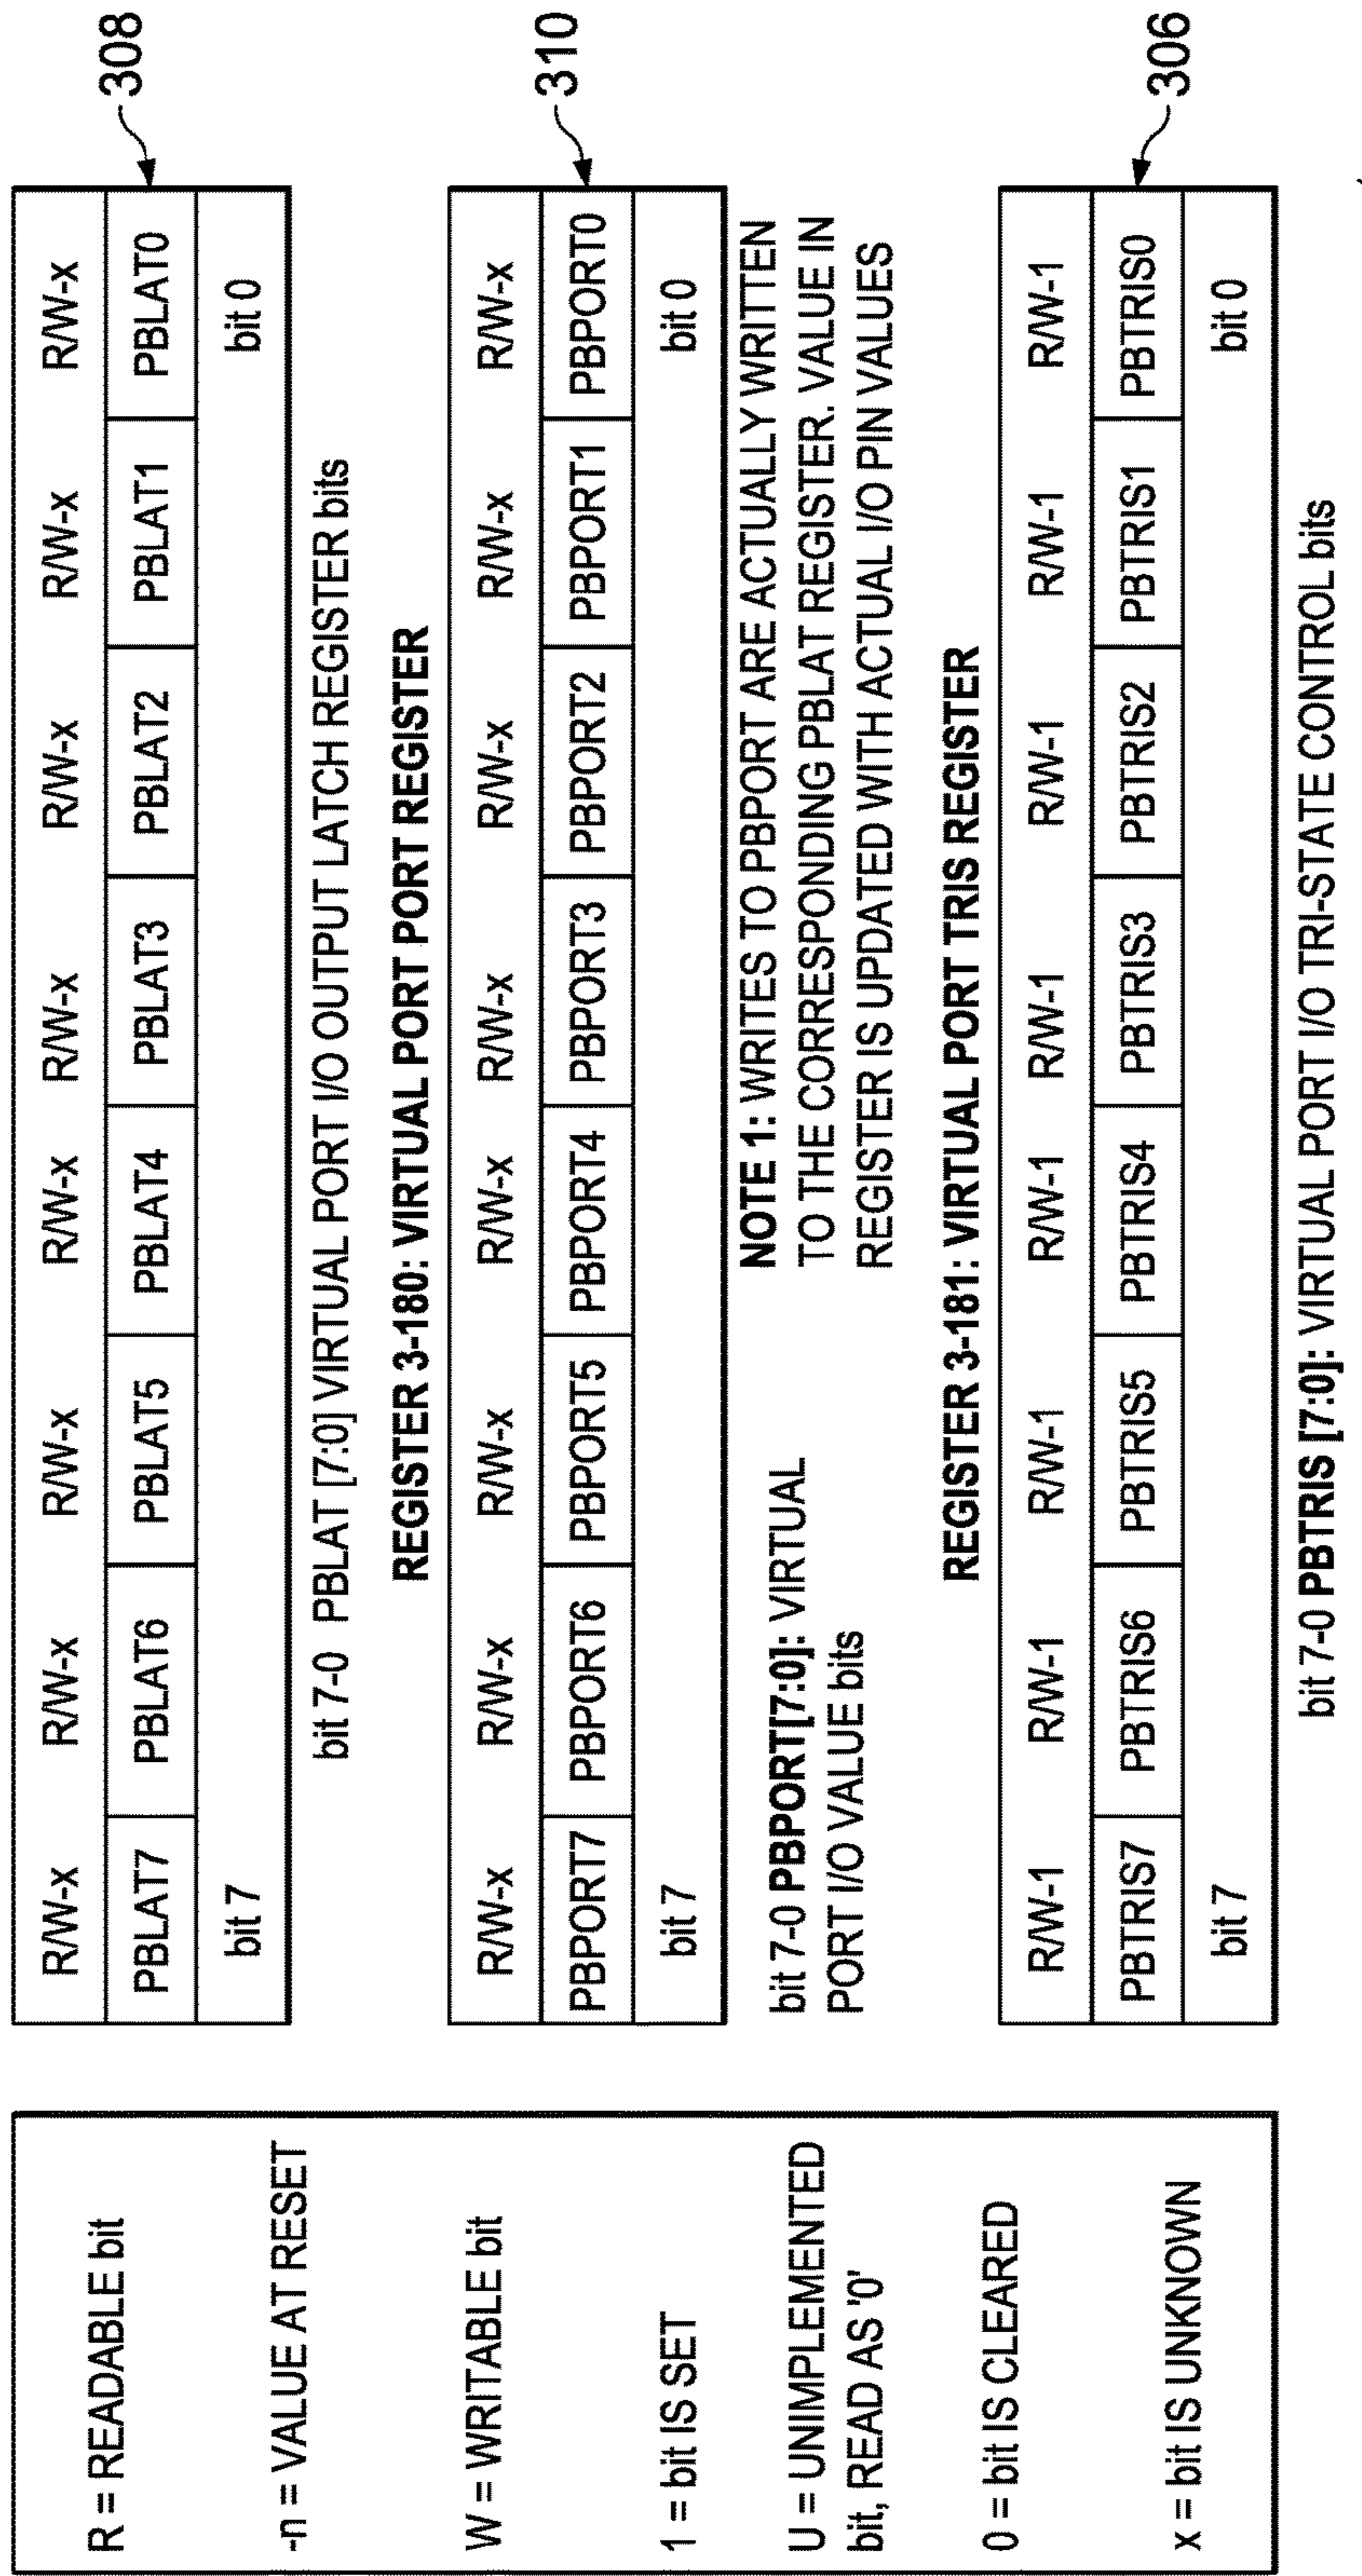 R/W-x R/W-x R/W-x R/W-x R/W-x R/W-x R/W-x R/W-x
PBLAT7 PBLAT6 PBLAT5 PBLAT4 PBLAT3 PBLAT2 PBLAT1 PBLAT0 308
bit 7 bit 0
bit 7-0 PBLAT [7:0] VIRTUAL PORT I/O OUTPUT LATCH REGISTER bits
REGISTER 3-180: VIRTUAL PORT PORT REGISTER
R/W-x R/W-x R/W-x R/W-x R/W-x R/W-x R/W-x R/W-x
PBPORT7 PBPORT6 PBPORT5 PBPORT4 PBPORT3 PBPORT2 PBPORT1 PBPORT0 310
bit 7 bit 0
bit 7-0 PBPORT[7:0]: VIRTUAL
PORT I/O VALUE bits
NOTE 1: WRITES TO PBPORT ARE ACTUALLY WRITTEN
TO THE CORRESPONDING PBLAT REGISTER. VALUE IN
REGISTER IS UPDATED WITH ACTUAL I/O PIN VALUES
REGISTER 3-181: VIRTUAL PORT TRIS REGISTER
R/W-1 R/W-1 R/W-1 R/W-1 R/W-1 R/W-1 R/W-1 R/W-1
PBTRIS7 PBTRIS6 PBTRIS5 PBTRIS4 PBTRIS3 PBTRIS2 PBTRIS1 PBTRIS0 306
bit 7 bit 0
bit 7-0 PBTRIS [7:0]: VIRTUAL PORT I/O TRI-STATE CONTROL bits
R = READABLE bit
-n = VALUE AT RESET
W = WRITABLE bit
1 = bit IS SET
U = UNIMPLEMENTED
bit, READ AS '0'
0 = bit IS CLEARED
x = bit IS UNKNOWN